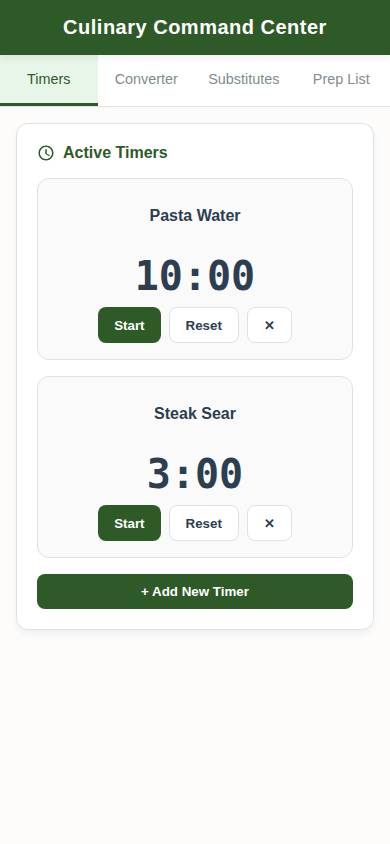 Culinary Command Center
Timers Converter Substitutes Prep List
Active Timers
Pasta Water
10:00
Start Reset ✕
Steak Sear
3:00
Start Reset ✕
+ Add New Timer